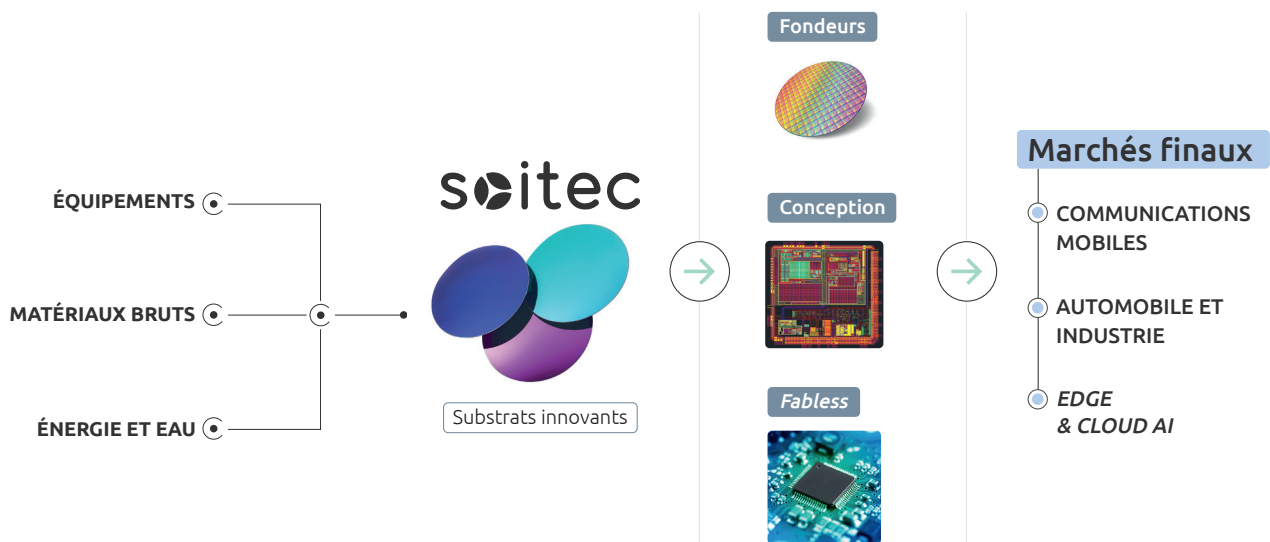 ÉQUIPEMENTS
MATÉRIAUX BRUTS
ÉNERGIE ET EAU
soitec
Substrats innovants
Fondeurs
Conception
Fabless
Marchés finaux
COMMUNICATIONS
MOBILES
AUTOMOBILE ET
INDUSTRIE
EDGE
& CLOUD AI